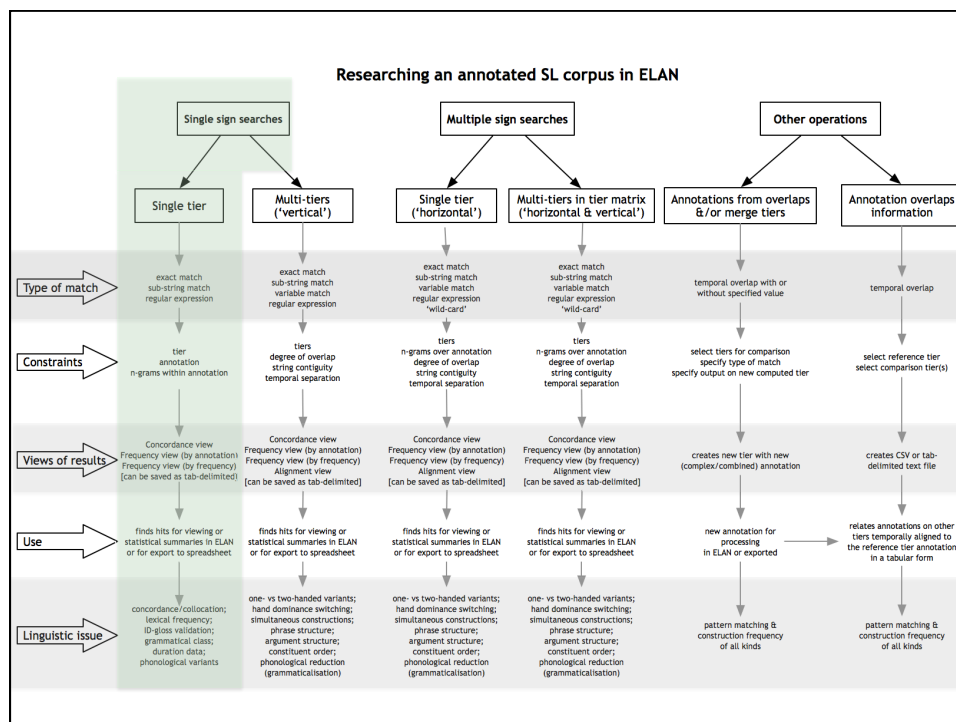 Researching an annotated SL corpus in ELAN
Single sign searches
Multiple sign searches
Other operations
Single tier
Multi-tiers
(‘vertical’)
Single tier
(‘horizontal’)
Multi-tiers in tier matrix
(‘horizontal & vertical’)
Annotations from overlaps
&/or merge tiers
Annotation overlaps
information
Type of match
exact match
sub-string match
regular expression
exact match
sub-string match
variable match
regular expression
exact match
sub-string match
variable match
regular expression
‘wild-card’
exact match
sub-string match
variable match
regular expression
‘wild-card’
temporal overlap with or
without specified value
temporal overlap
Constraints
tier
annotation
n-grams within annotation
tiers
degree of overlap
string contiguity
temporal separation
tiers
n-grams over annotation
degree of overlap
string contiguity
temporal separation
tiers
n-grams over annotation
degree of overlap
string contiguity
temporal separation
select tiers for comparison
specify type of match
specify output on new computed tier
select reference tier
select comparison tier(s)
Views of results
Concordance view
Frequency view (by annotation)
Frequency view (by frequency)
[can be saved as tab-delimited]
Concordance view
Frequency view (by annotation)
Frequency view (by frequency)
Alignment view
[can be saved as tab-delimited]
Concordance view
Frequency view (by annotation)
Frequency view (by frequency)
Alignment view
[can be saved as tab-delimited]
Concordance view
Frequency view (by annotation)
Frequency view (by frequency)
Alignment view
[can be saved as tab-delimited]
creates new tier with new
(complex/combined)
annotation
creates CSV or tab-
delimited text file
Use
finds hits for viewing or
statistical summaries in ELAN
or for export to spreadsheet
finds hits for viewing or
statistical summaries in ELAN
or for export to spreadsheet
finds hits for viewing or
statistical summaries in ELAN
or for export to spreadsheet
finds hits for viewing or
statistical summaries in ELAN
or for export to spreadsheet
new annotation for
processing
in ELAN or exported
relates annotations on other
tiers temporally aligned to
the reference tier annotation
in a tabular form
Linguistic issue
concordance/collocation;
lexical frequency;
ID-gloss validation;
grammatical class;
duration data;
phonological variants
one- vs two-handed variants;
hand dominance switching;
simultaneous constructions;
phrase structure;
argument structure;
constituent order;
phonological reduction
(grammaticalisation)
one- vs two-handed variants;
hand dominance switching;
simultaneous constructions;
phrase structure;
argument structure;
constituent order;
phonological reduction
(grammaticalisation)
one- vs two-handed variants;
hand dominance switching;
simultaneous constructions;
phrase structure;
argument structure;
constituent order;
phonological reduction
(grammaticalisation)
pattern matching &
construction frequency
of all kinds
pattern matching &
construction frequency
of all kinds